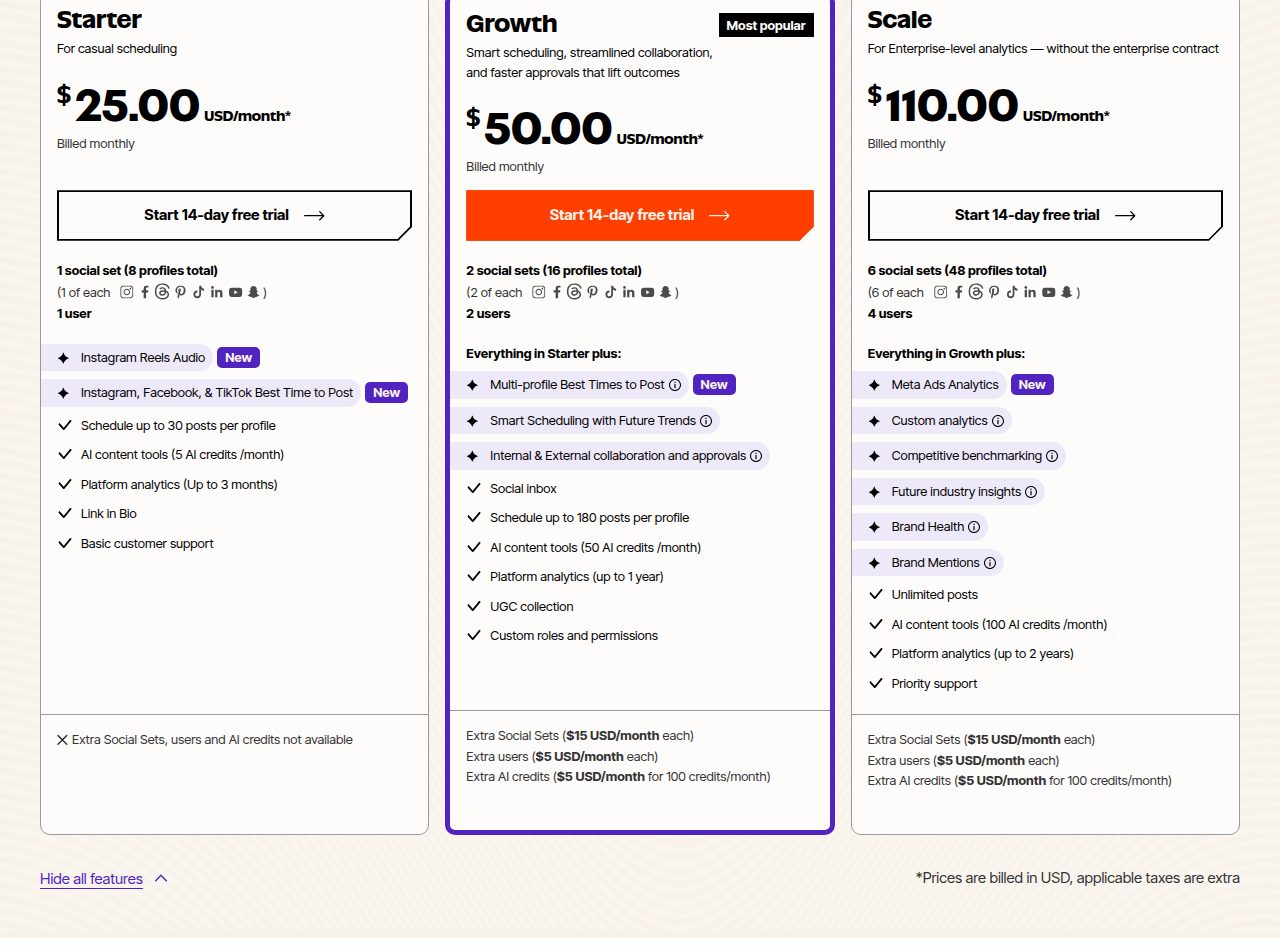 Starter
For casual scheduling
$25.00 USD/month*
Billed monthly
Start 14-day free trial
1 social set (8 profiles total)
(1 of each )
1 user
Instagram Reels Audio New
Instagram, Facebook, & TikTok Best Time to Post New
Schedule up to 30 posts per profile
AI content tools (5 AI credits /month)
Platform analytics (Up to 3 months)
Link in Bio
Basic customer support
Extra Social Sets, users and AI credits not available
Growth
Most popular
Smart scheduling, streamlined collaboration,
and faster approvals that lift outcomes
$50.00 USD/month*
Billed monthly
Start 14-day free trial
2 social sets (16 profiles total)
(2 of each )
2 users
Everything in Starter plus:
Multi-profile Best Times to Post New
Smart Scheduling with Future Trends
Internal & External collaboration and approvals
Social inbox
Schedule up to 180 posts per profile
AI content tools (50 AI credits /month)
Platform analytics (up to 1 year)
UGC collection
Custom roles and permissions
Extra Social Sets ($15 USD/month each)
Extra users ($5 USD/month each)
Extra AI credits ($5 USD/month for 100 credits/month)
Scale
For Enterprise-level analytics — without the enterprise contract
$110.00 USD/month*
Billed monthly
Start 14-day free trial
6 social sets (48 profiles total)
(6 of each )
4 users
Everything in Growth plus:
Meta Ads Analytics New
Custom analytics
Competitive benchmarking
Future industry insights
Brand Health
Brand Mentions
Unlimited posts
AI content tools (100 AI credits /month)
Platform analytics (up to 2 years)
Priority support
Extra Social Sets ($15 USD/month each)
Extra users ($5 USD/month each)
Extra AI credits ($5 USD/month for 100 credits/month)
Hide all features
*Prices are billed in USD, applicable taxes are extra